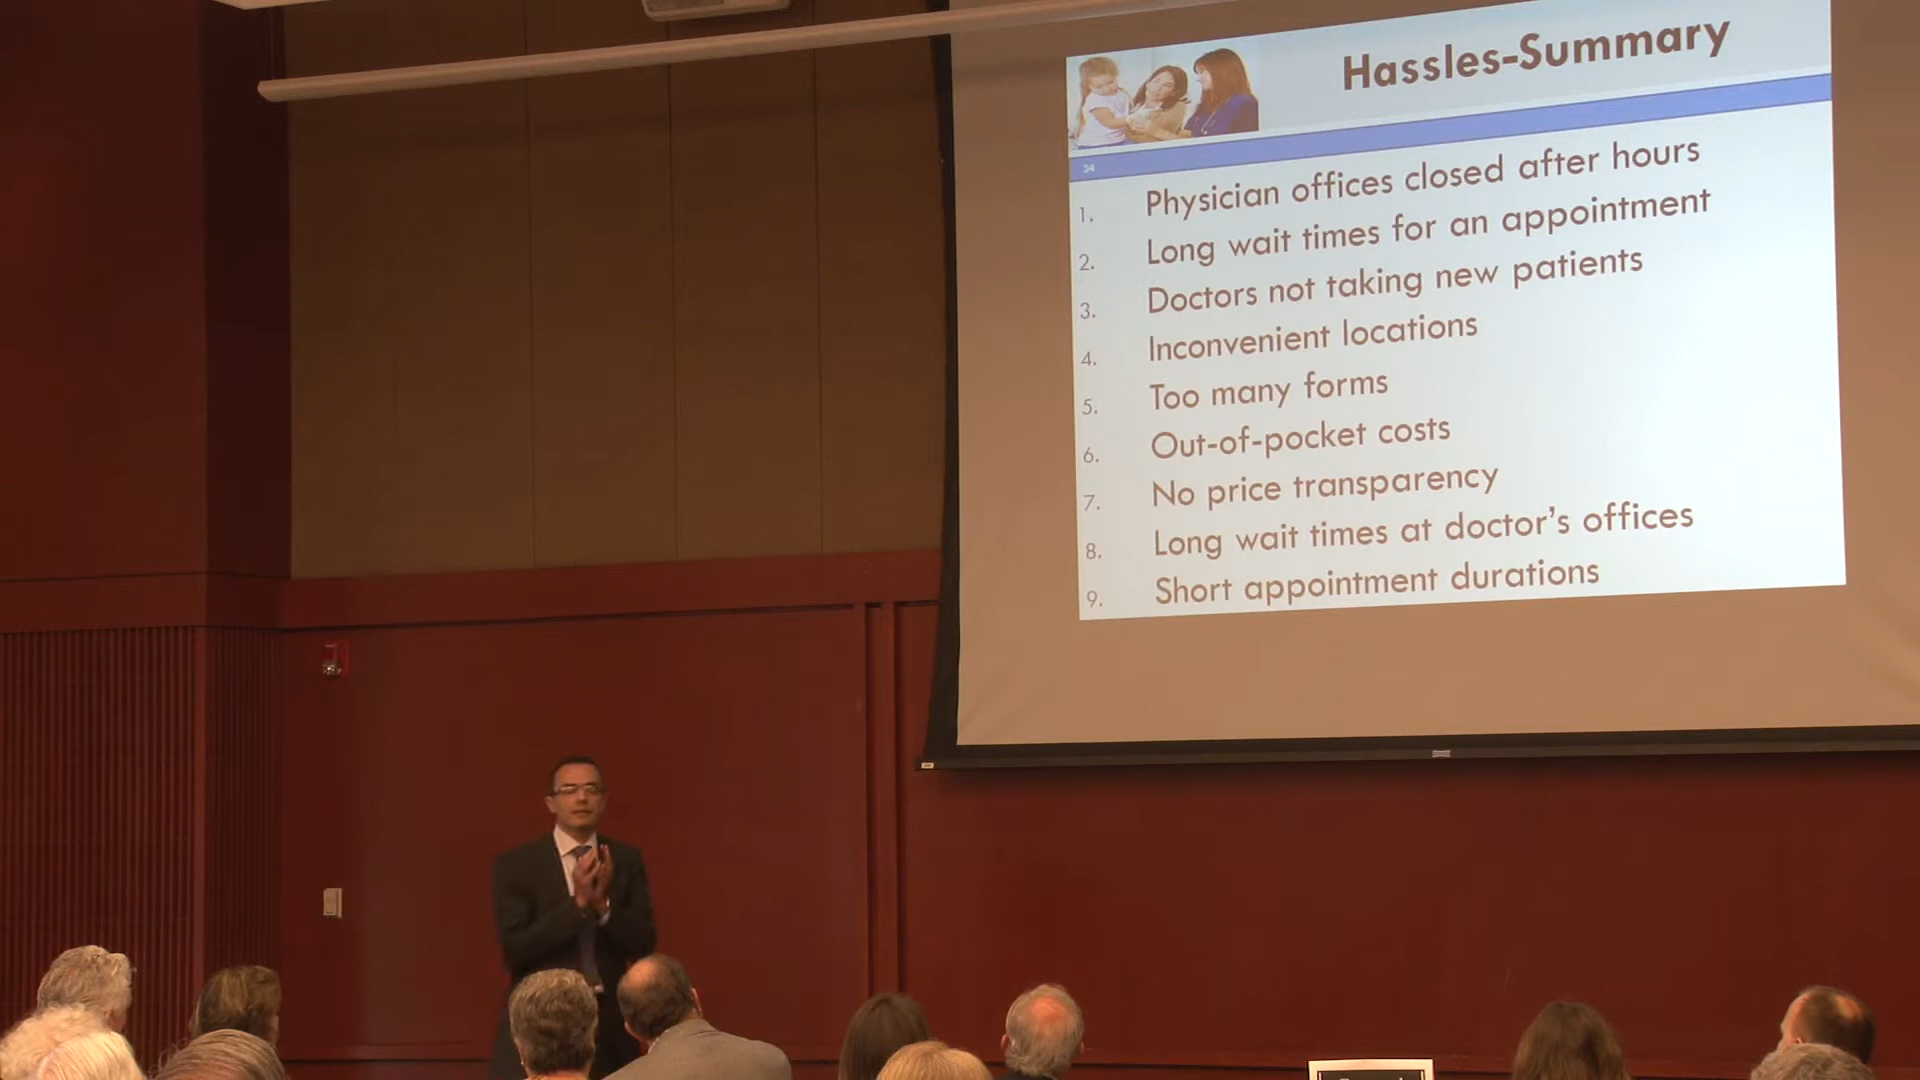 Hassles-Summary
34
1. Physician offices closed after hours
2. Long wait times for an appointment
3. Doctors not taking new patients
4. Inconvenient locations
5. Too many forms
6. Out-of-pocket costs
7. No price transparency
8. Long wait times at doctor’s offices
9. Short appointment durations